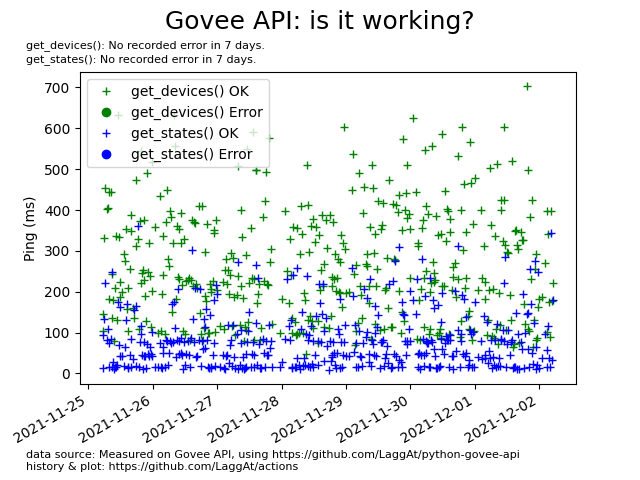 Govee API: is it working?
get_devices(): No recorded error in 7 days.
get_states(): No recorded error in 7 days.
700
600
500
400
300
200
100
0
Ping (ms)
get_devices() OK
get_devices() Error
get_states() OK
get_states() Error
2021-11-25
2021-11-26
2021-11-27
2021-11-28
2021-11-29
2021-11-30
2021-12-01
2021-12-02
data source: Measured on Govee API, using https://github.com/LaggAt/python-govee-api
history & plot: https://github.com/LaggAt/actions